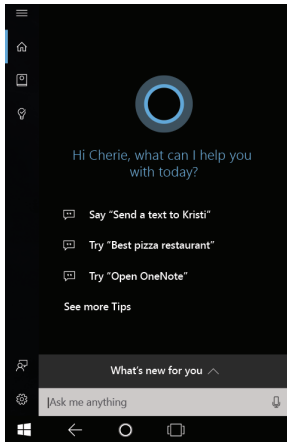 Hi Cherie, what can I help you
with today?
Say “Send a text to Kristi”
Try “Best pizza restaurant”
Try “Open OneNote”
See more Tips
What's new for you
Ask me anything